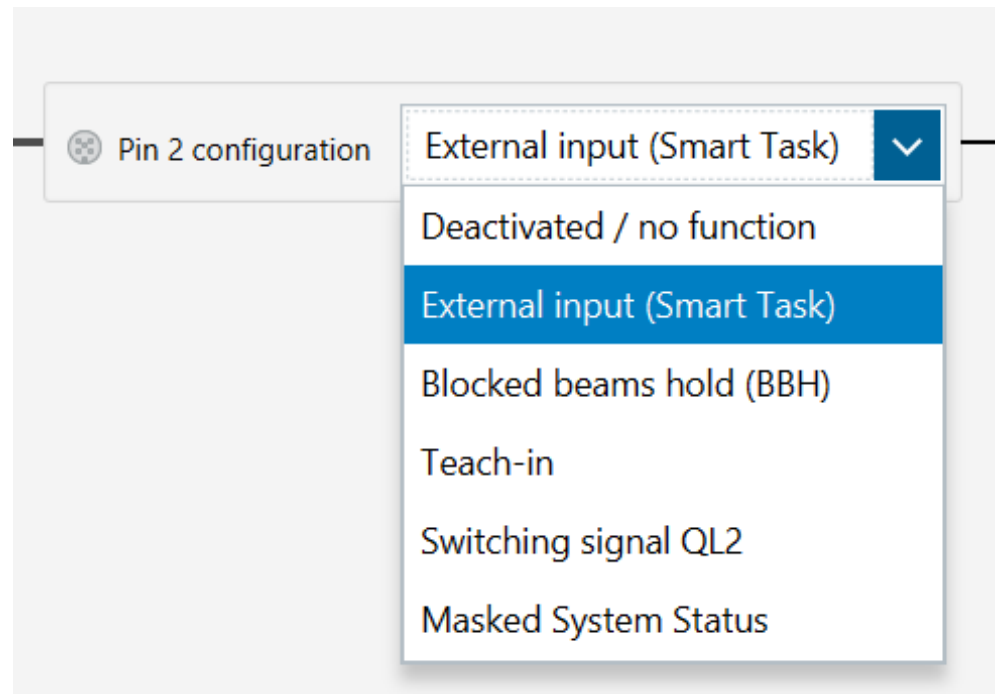 Pin 2 configuration External input (Smart Task)
Deactivated / no function
External input (Smart Task)
Blocked beams hold (BBH)
Teach-in
Switching signal QL2
Masked System Status